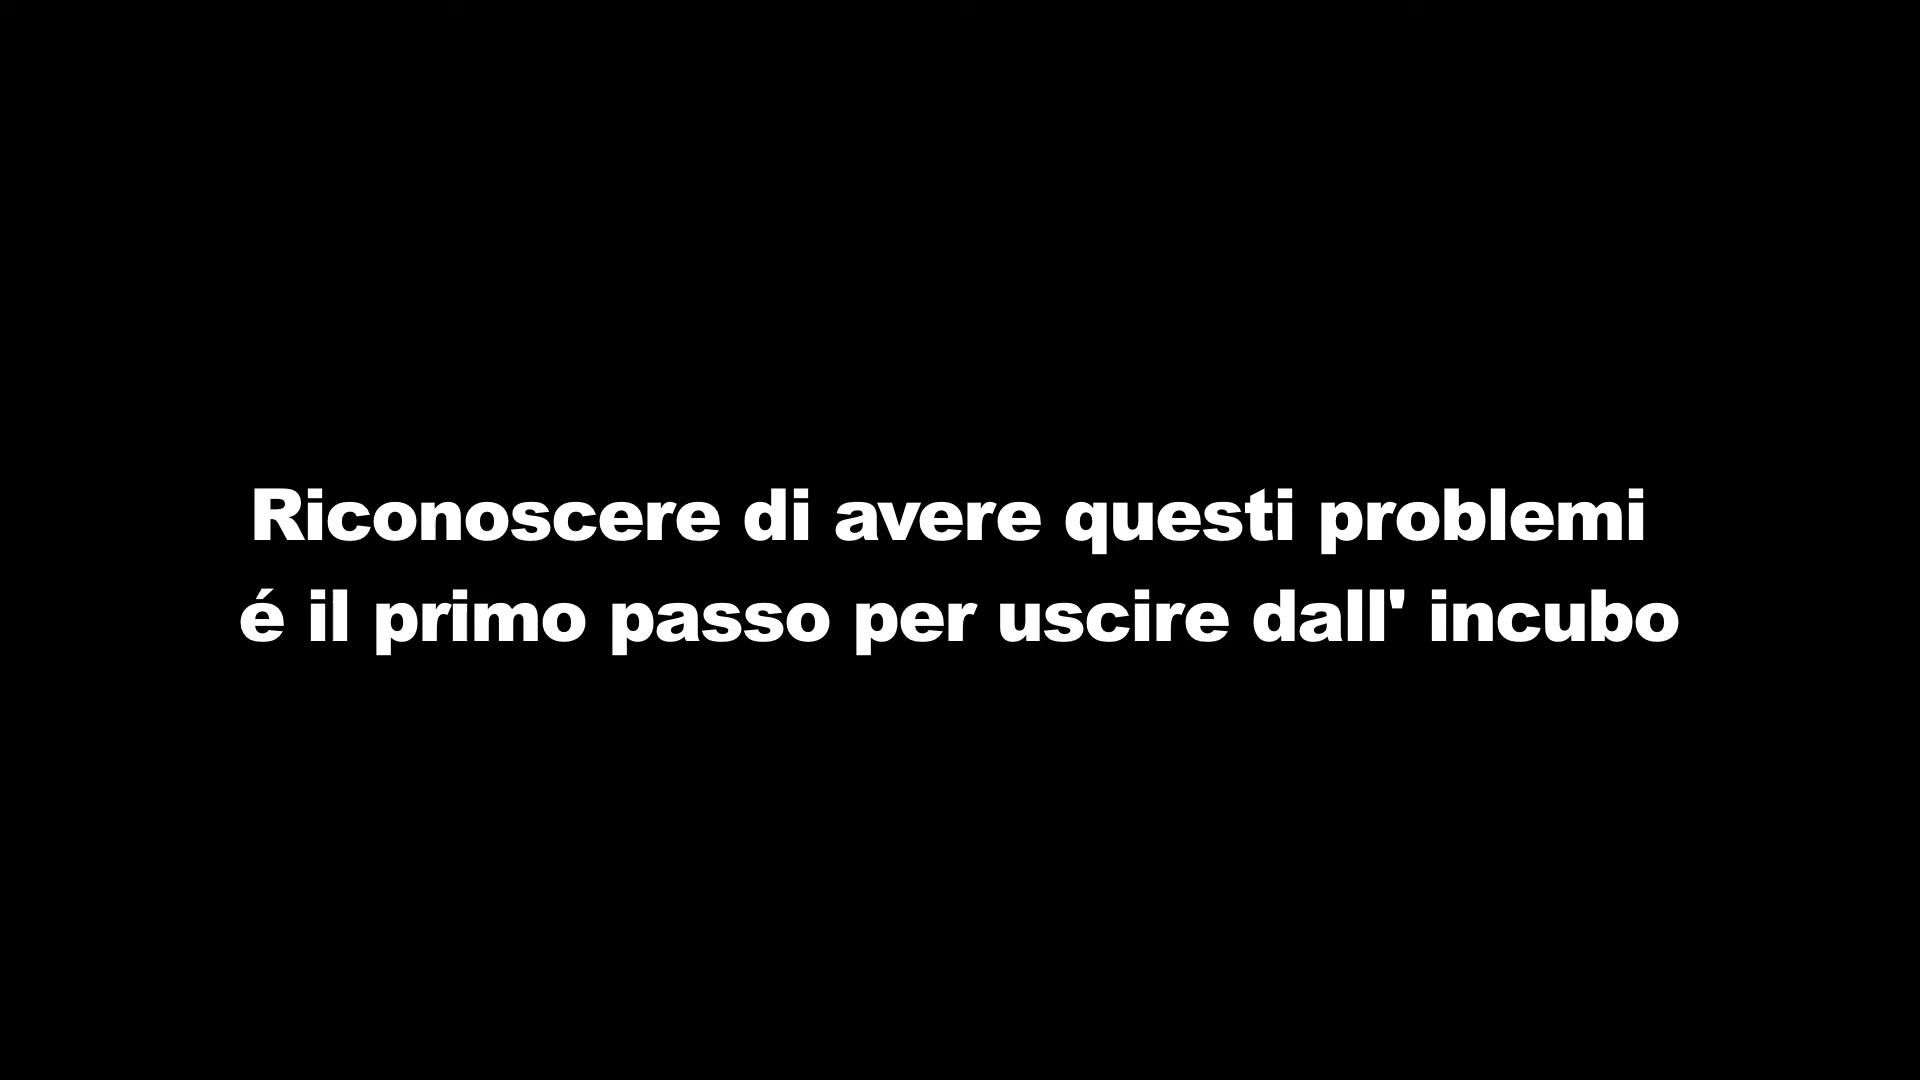 Riconoscere di avere questi problemi
é il primo passo per uscire dall' incubo